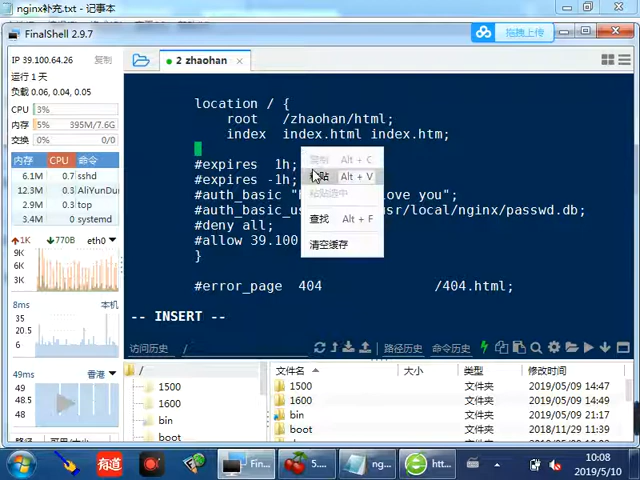 nginx补充.txt - 记事本
FinalShell 2.9.7
拖拽上传
IP 39.100.64.26 复制
运行 1 天
负载 0.06, 0.04, 0.05
CPU 3%
内存 5% 395M/7.6G
交换 0% 0/0
内存 CPU 命令
6.1M 0.7 sshd
12.3M 0.3 AliYunDun
2.9M 0.3 top
3.4M 0 systemd
1K 770B eth0
9K
6K
3K
8ms 本机
35
20.5
6
49ms 香港
49
48.5
48
2 zhaohan
location / {
root /zhaohan/html;
index index.html index.htm;
#expires 1h;
#expires -1h;
#auth_basic "h love you";
#auth_basic_us usr/local/nginx/passwd.db;
#deny all;
#allow 39.100
}
#error_page 404 /404.html;
-- INSERT --
复制 Alt + C
粘贴 Alt + V
粘贴选中
查找 Alt + F
清空缓存
访问历史 /
路径历史 命令历史
/
1500
1600
bin
boot
文件名 大小 类型 修改时间
1500 文件夹 2019/05/09 14:47
1600 文件夹 2019/05/09 14:47
bin 文件夹 2019/05/09 21:17
boot 文件夹 2018/11/29 10:03
有道
Fin...
5....
ng...
htt...
10:08
2019/5/10